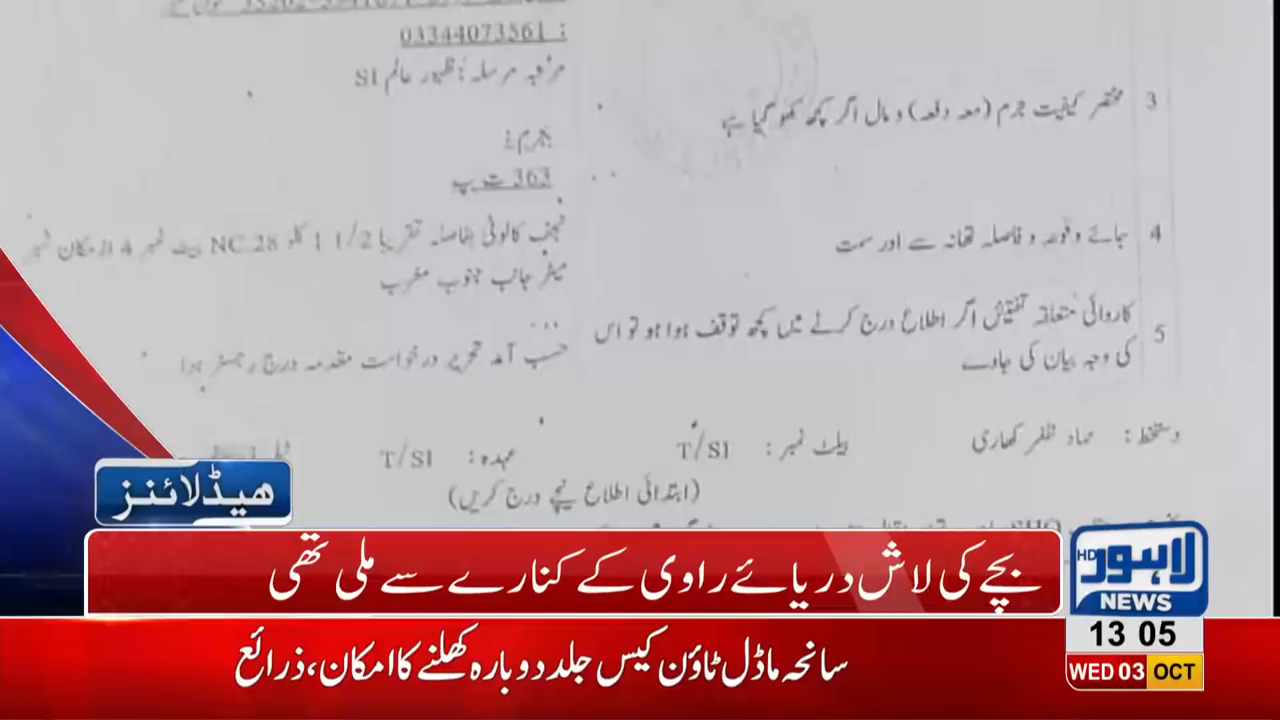 : 03344073561
مرتبہ مرسلہ: ظہور عالم SI
3 مختصر کیفیت جرم (معہ دفعہ) و مال اگر کچھ کھو گیا ہے
جرم:
363 ت پ
4 جائے وقوعہ و فاصلہ تھانہ سے اور سمت
نجف کالونی بفاصلہ تقریبا 1 1/2 کلو NC.28 بیٹ نمبر 4 از مکان نمبر
میٹر جانب جنوب مغرب
5 کاروائی متعلقہ تفتیش اگر اطلاع درج کرنے میں کچھ توقف ہوا ہو تو اس
کی وجہ بیان کی جاوے
حسب آمد تحریر درخواست مقدمہ درج رجسٹر ہوا
دستخط: حماد ظفر کھاری بیلٹ نمبر: T/SI عہدہ: T/SI
(ابتدائی اطلاع نیچے درج کریں)
SHO
ہیڈلائنز
بچے کی لاش دریائے راوی کے کنارے سے ملی تھی
HD لاہور
NEWS
سانحہ ماڈل ٹاؤن کیس جلد دوبارہ کھلنے کا امکان، ذرائع
13 05
WED 03 OCT